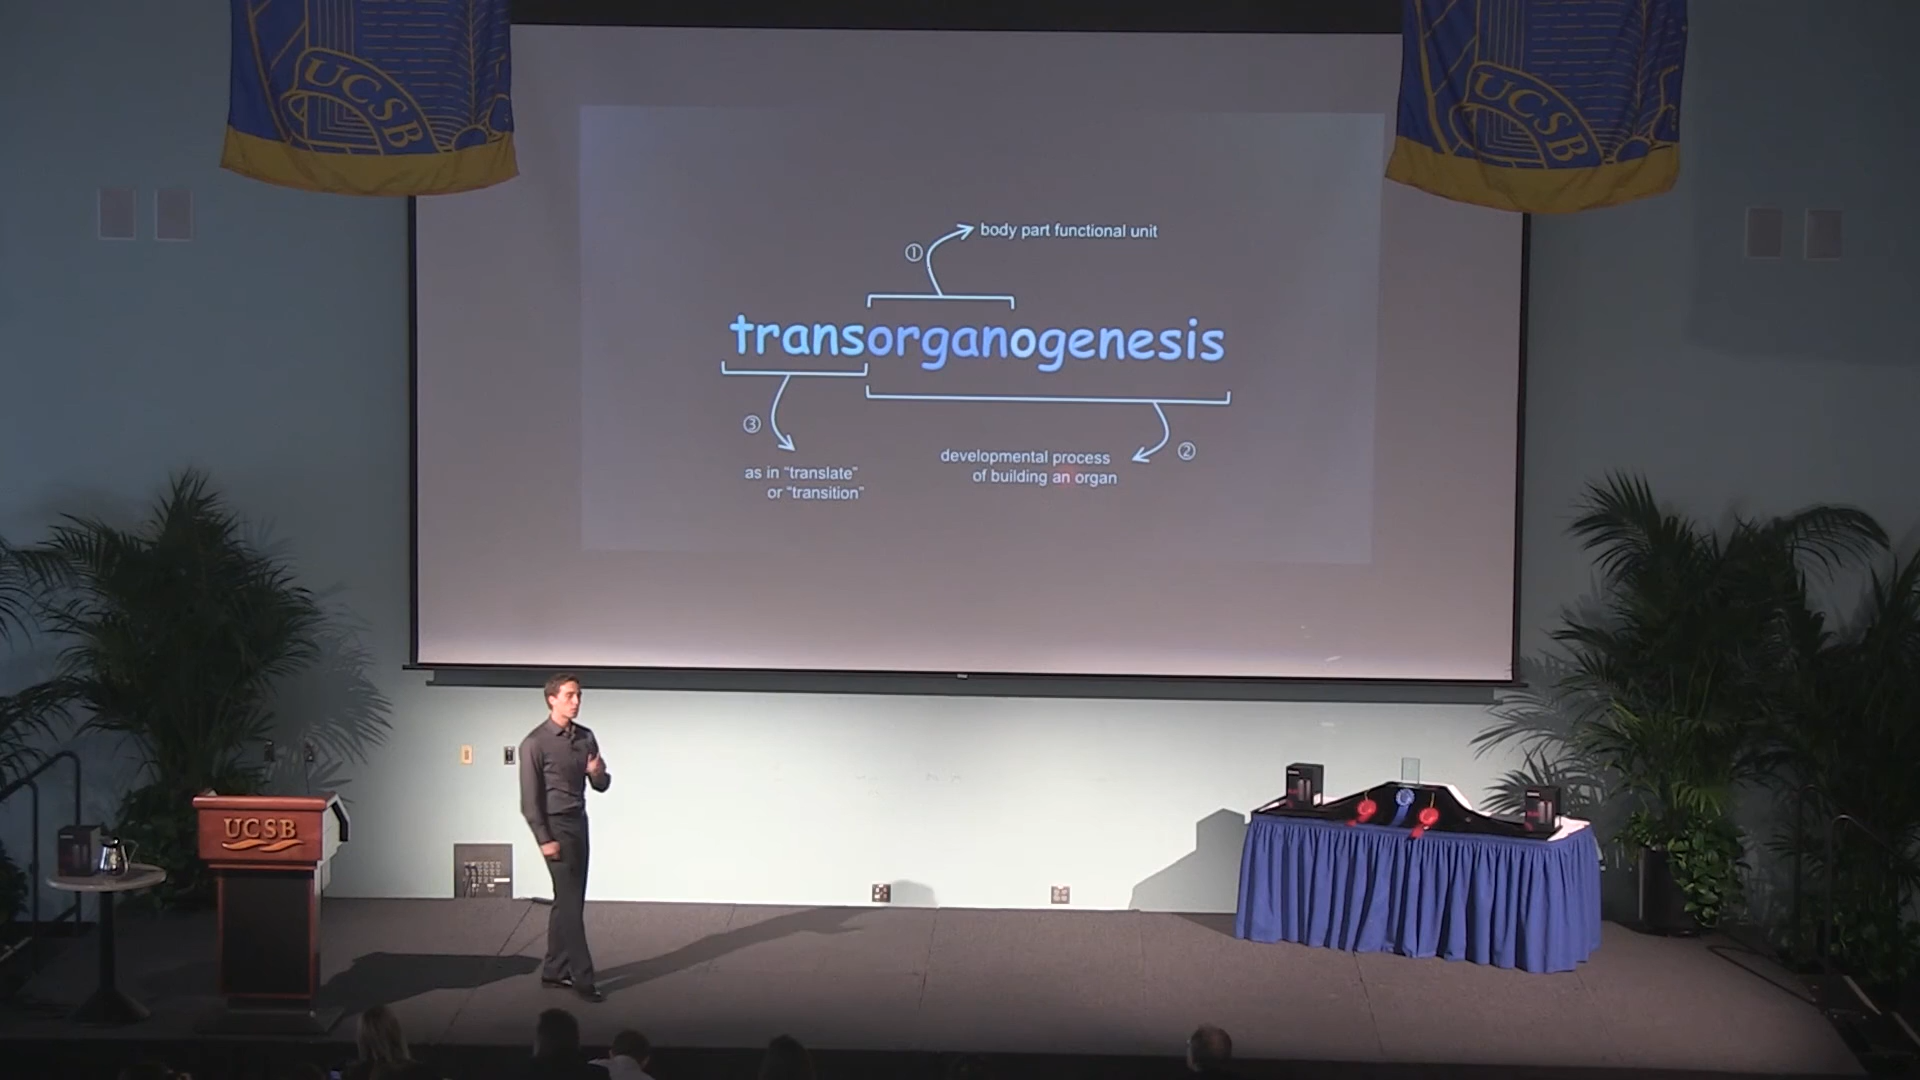 UCSB
UCSB
① body part functional unit
transorganogenesis
③
as in "translate"
or "transition"
②
developmental process
of building an organ
UCSB